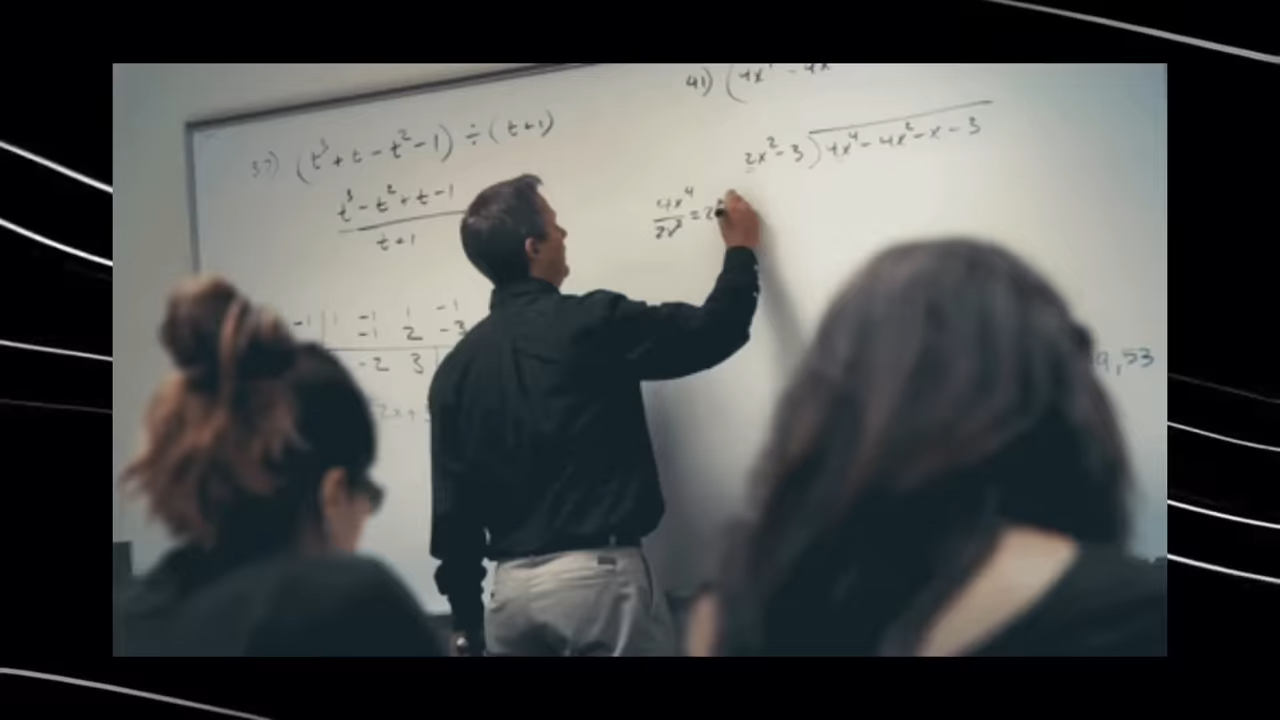 37) (t³ + t - t² - 1) ÷ (t+1)
t³ - t² + t - 1
t+1
-1 | 1 -1 1 -1
-1 2 -3
-2 3
2x+
41) (4x
2x² - 3 ) 4x⁴ - 4x² - x - 3
4x⁴
2x² = 2
9,53